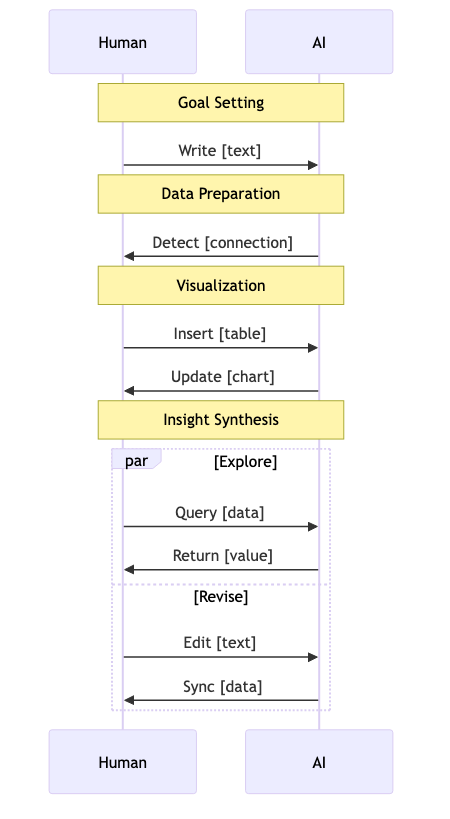 Human
AI
Goal Setting
Write [text]
Data Preparation
Detect [connection]
Visualization
Insert [table]
Update [chart]
Insight Synthesis
par
[Explore]
Query [data]
Return [value]
[Revise]
Edit [text]
Sync [data]
Human
AI